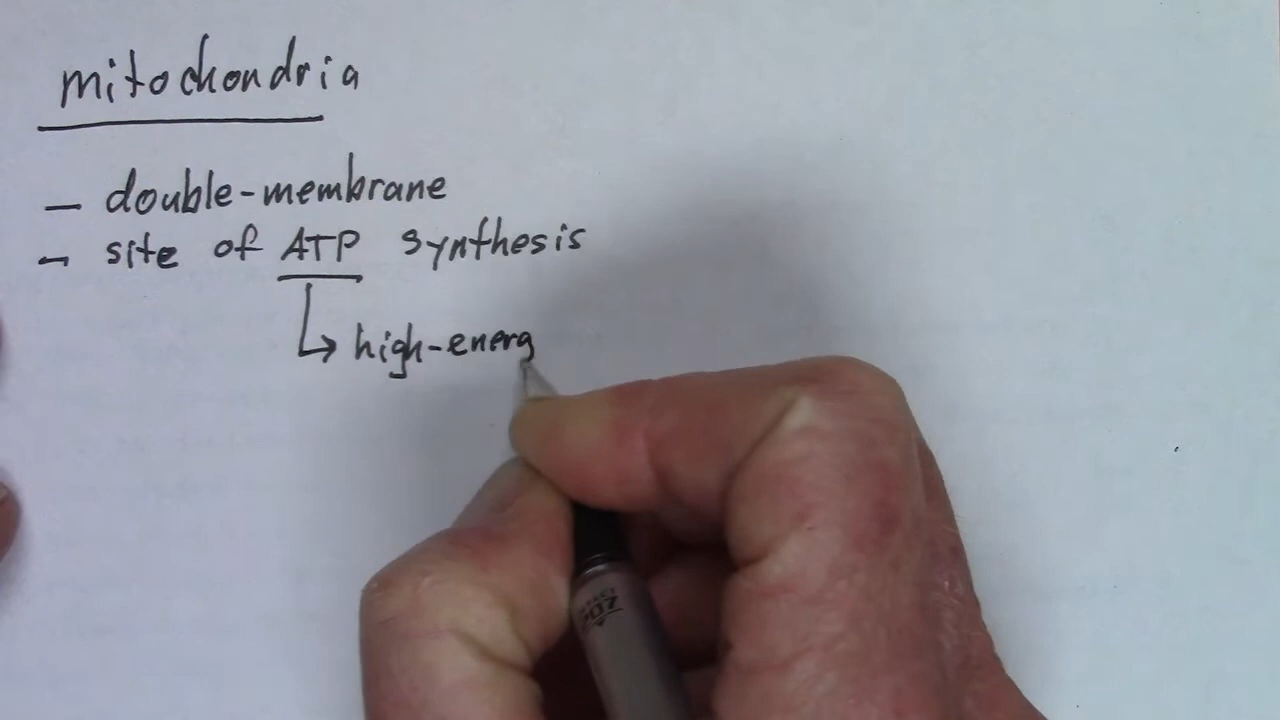 mitochondria
- double-membrane
- site of ATP synthesis
↳ high-energ